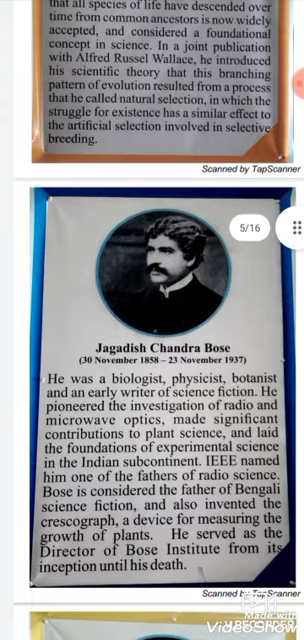 that all species of life have descended over
time from common ancestors is now widely
accepted, and considered a foundational
concept in science. In a joint publication
with Alfred Russel Wallace, he introduced
his scientific theory that this branching
pattern of evolution resulted from a process
that he called natural selection, in which the
struggle for existence has a similar effect to
the artificial selection involved in selective
breeding.
Scanned by TapScanner
5/16
Jagadish Chandra Bose
(30 November 1858 – 23 November 1937)
He was a biologist, physicist, botanist
and an early writer of science fiction. He
pioneered the investigation of radio and
microwave optics, made significant
contributions to plant science, and laid
the foundations of experimental science
in the Indian subcontinent. IEEE named
him one of the fathers of radio science.
Bose is considered the father of Bengali
science fiction, and also invented the
crescograph, a device for measuring the
growth of plants. He served as the
Director of Bose Institute from its
inception until his death.
Scanned by TapScanner
Made with
VideoShow